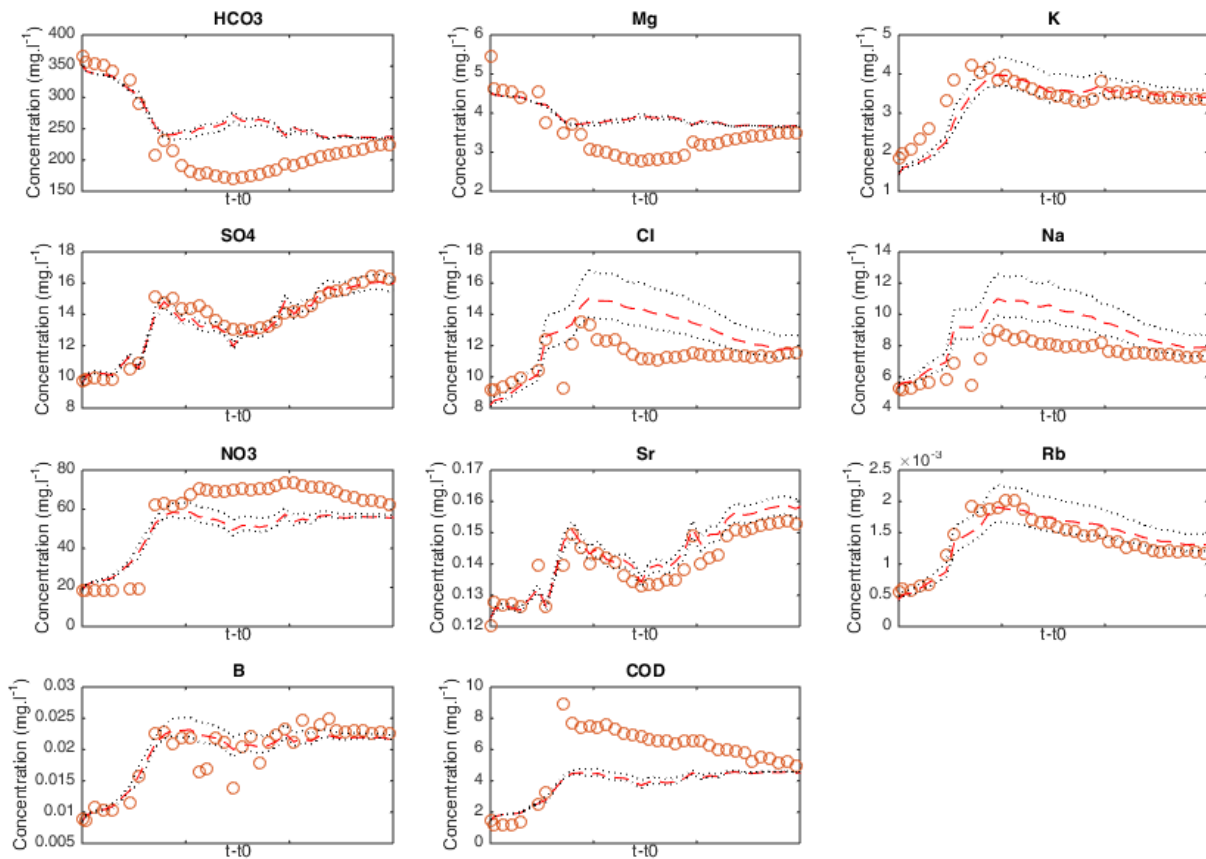 HCO3
Concentration (mg.l⁻¹)
400
350
300
250
200
150
t-t0
Mg
Concentration (mg.l⁻¹)
6
5
4
3
2
t-t0
K
Concentration (mg.l⁻¹)
5
4
3
2
1
t-t0
SO4
Concentration (mg.l⁻¹)
18
16
14
12
10
8
t-t0
Cl
Concentration (mg.l⁻¹)
18
16
14
12
10
8
t-t0
Na
Concentration (mg.l⁻¹)
14
12
10
8
6
4
t-t0
NO3
Concentration (mg.l⁻¹)
80
60
40
20
0
t-t0
Sr
Concentration (mg.l⁻¹)
0.17
0.16
0.15
0.14
0.13
0.12
t-t0
Rb
×10⁻³
Concentration (mg.l⁻¹)
2.5
2
1.5
1
0.5
0
t-t0
B
Concentration (mg.l⁻¹)
0.03
0.025
0.02
0.015
0.01
0.005
t-t0
COD
Concentration (mg.l⁻¹)
10
8
6
4
2
0
t-t0